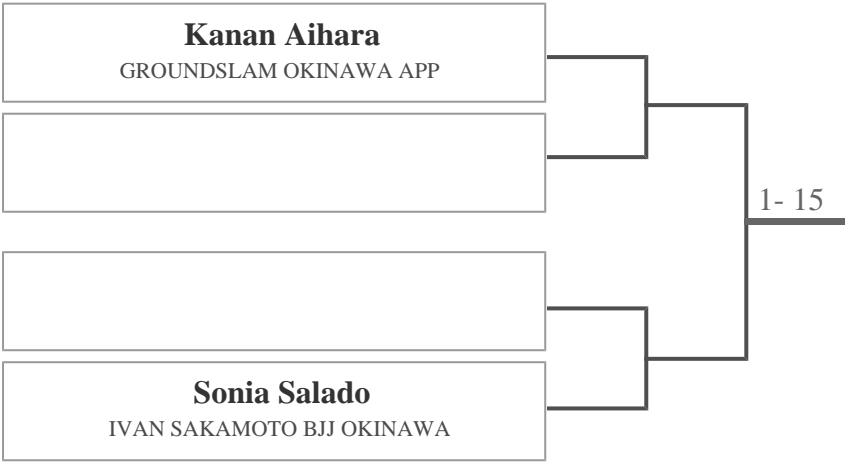 Kanan Aihara
GROUNDSLAM OKINAWA APP
1- 15
Sonia Salado
IVAN SAKAMOTO BJJ OKINAWA